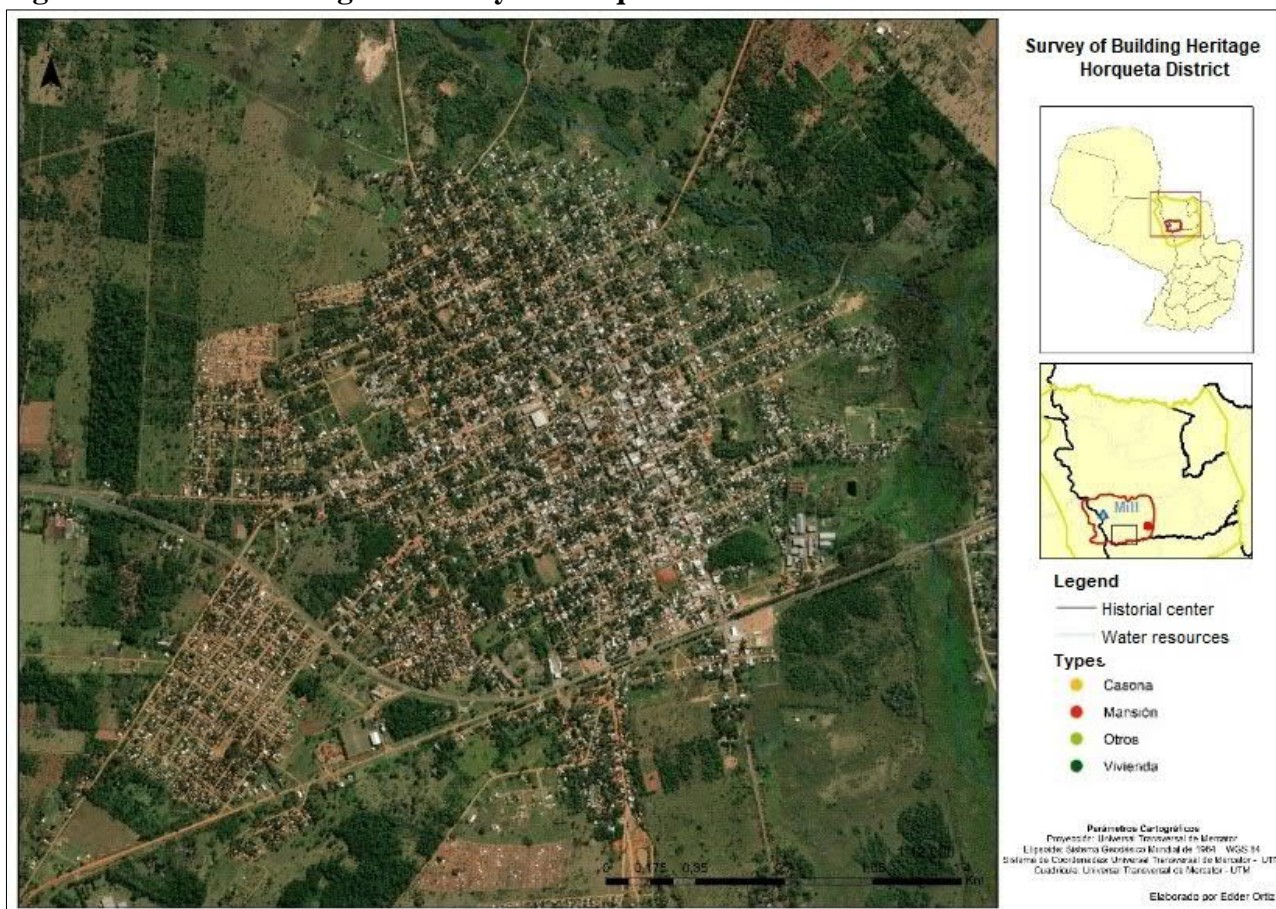 Survey of Building Heritage
Horqueta District
Mill
Legend
Historial center
Water resources
Types
Casona
Mansión
Otros
Vivienda
Parámetros Cartográficos
Proyección: Universal Transversal de Mercator
Elipsoide: Sistema Geodésico Mundial de 1984 WGS 84
Sistema de Coordenadas: Universal Transversal de Mercator - UTM
Cuadrícula: Universal Transversal de Mercator - UTM
Elaborado por Edder Ortiz
0 0,175 0,35
Km